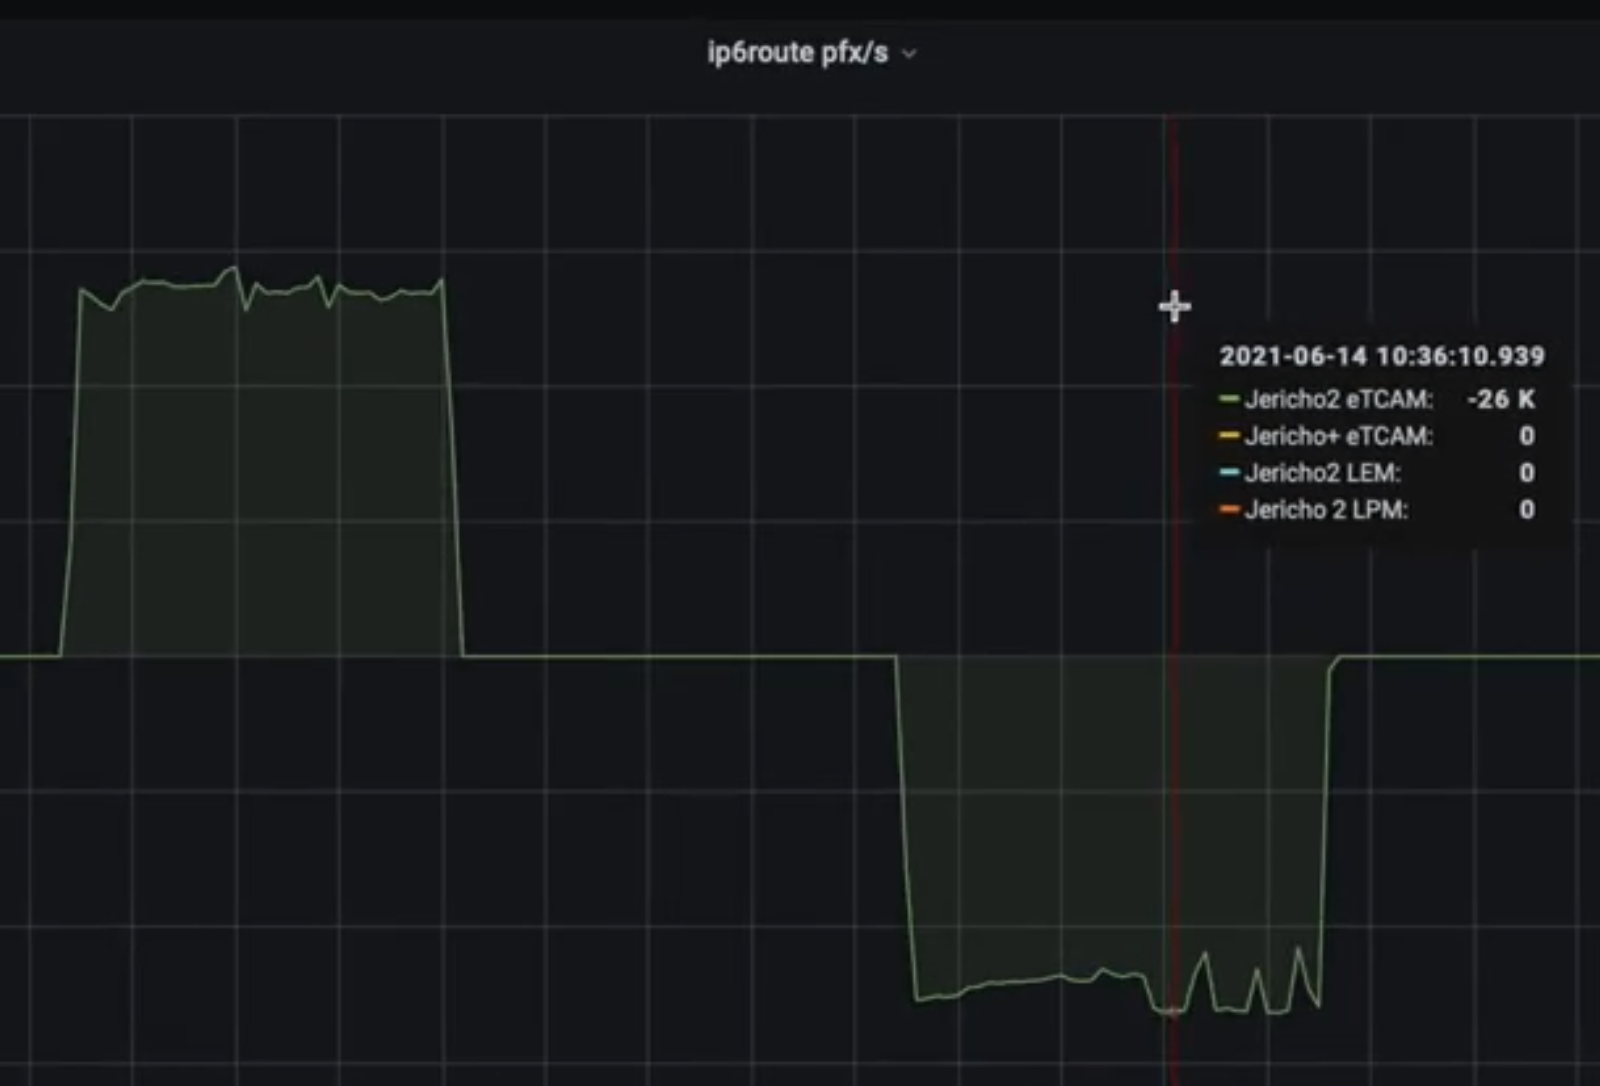 ip6route pfx/s
2021-06-14 10:36:10.939
Jericho2 eTCAM: -26 K
Jericho+ eTCAM: 0
Jericho2 LEM: 0
Jericho 2 LPM: 0